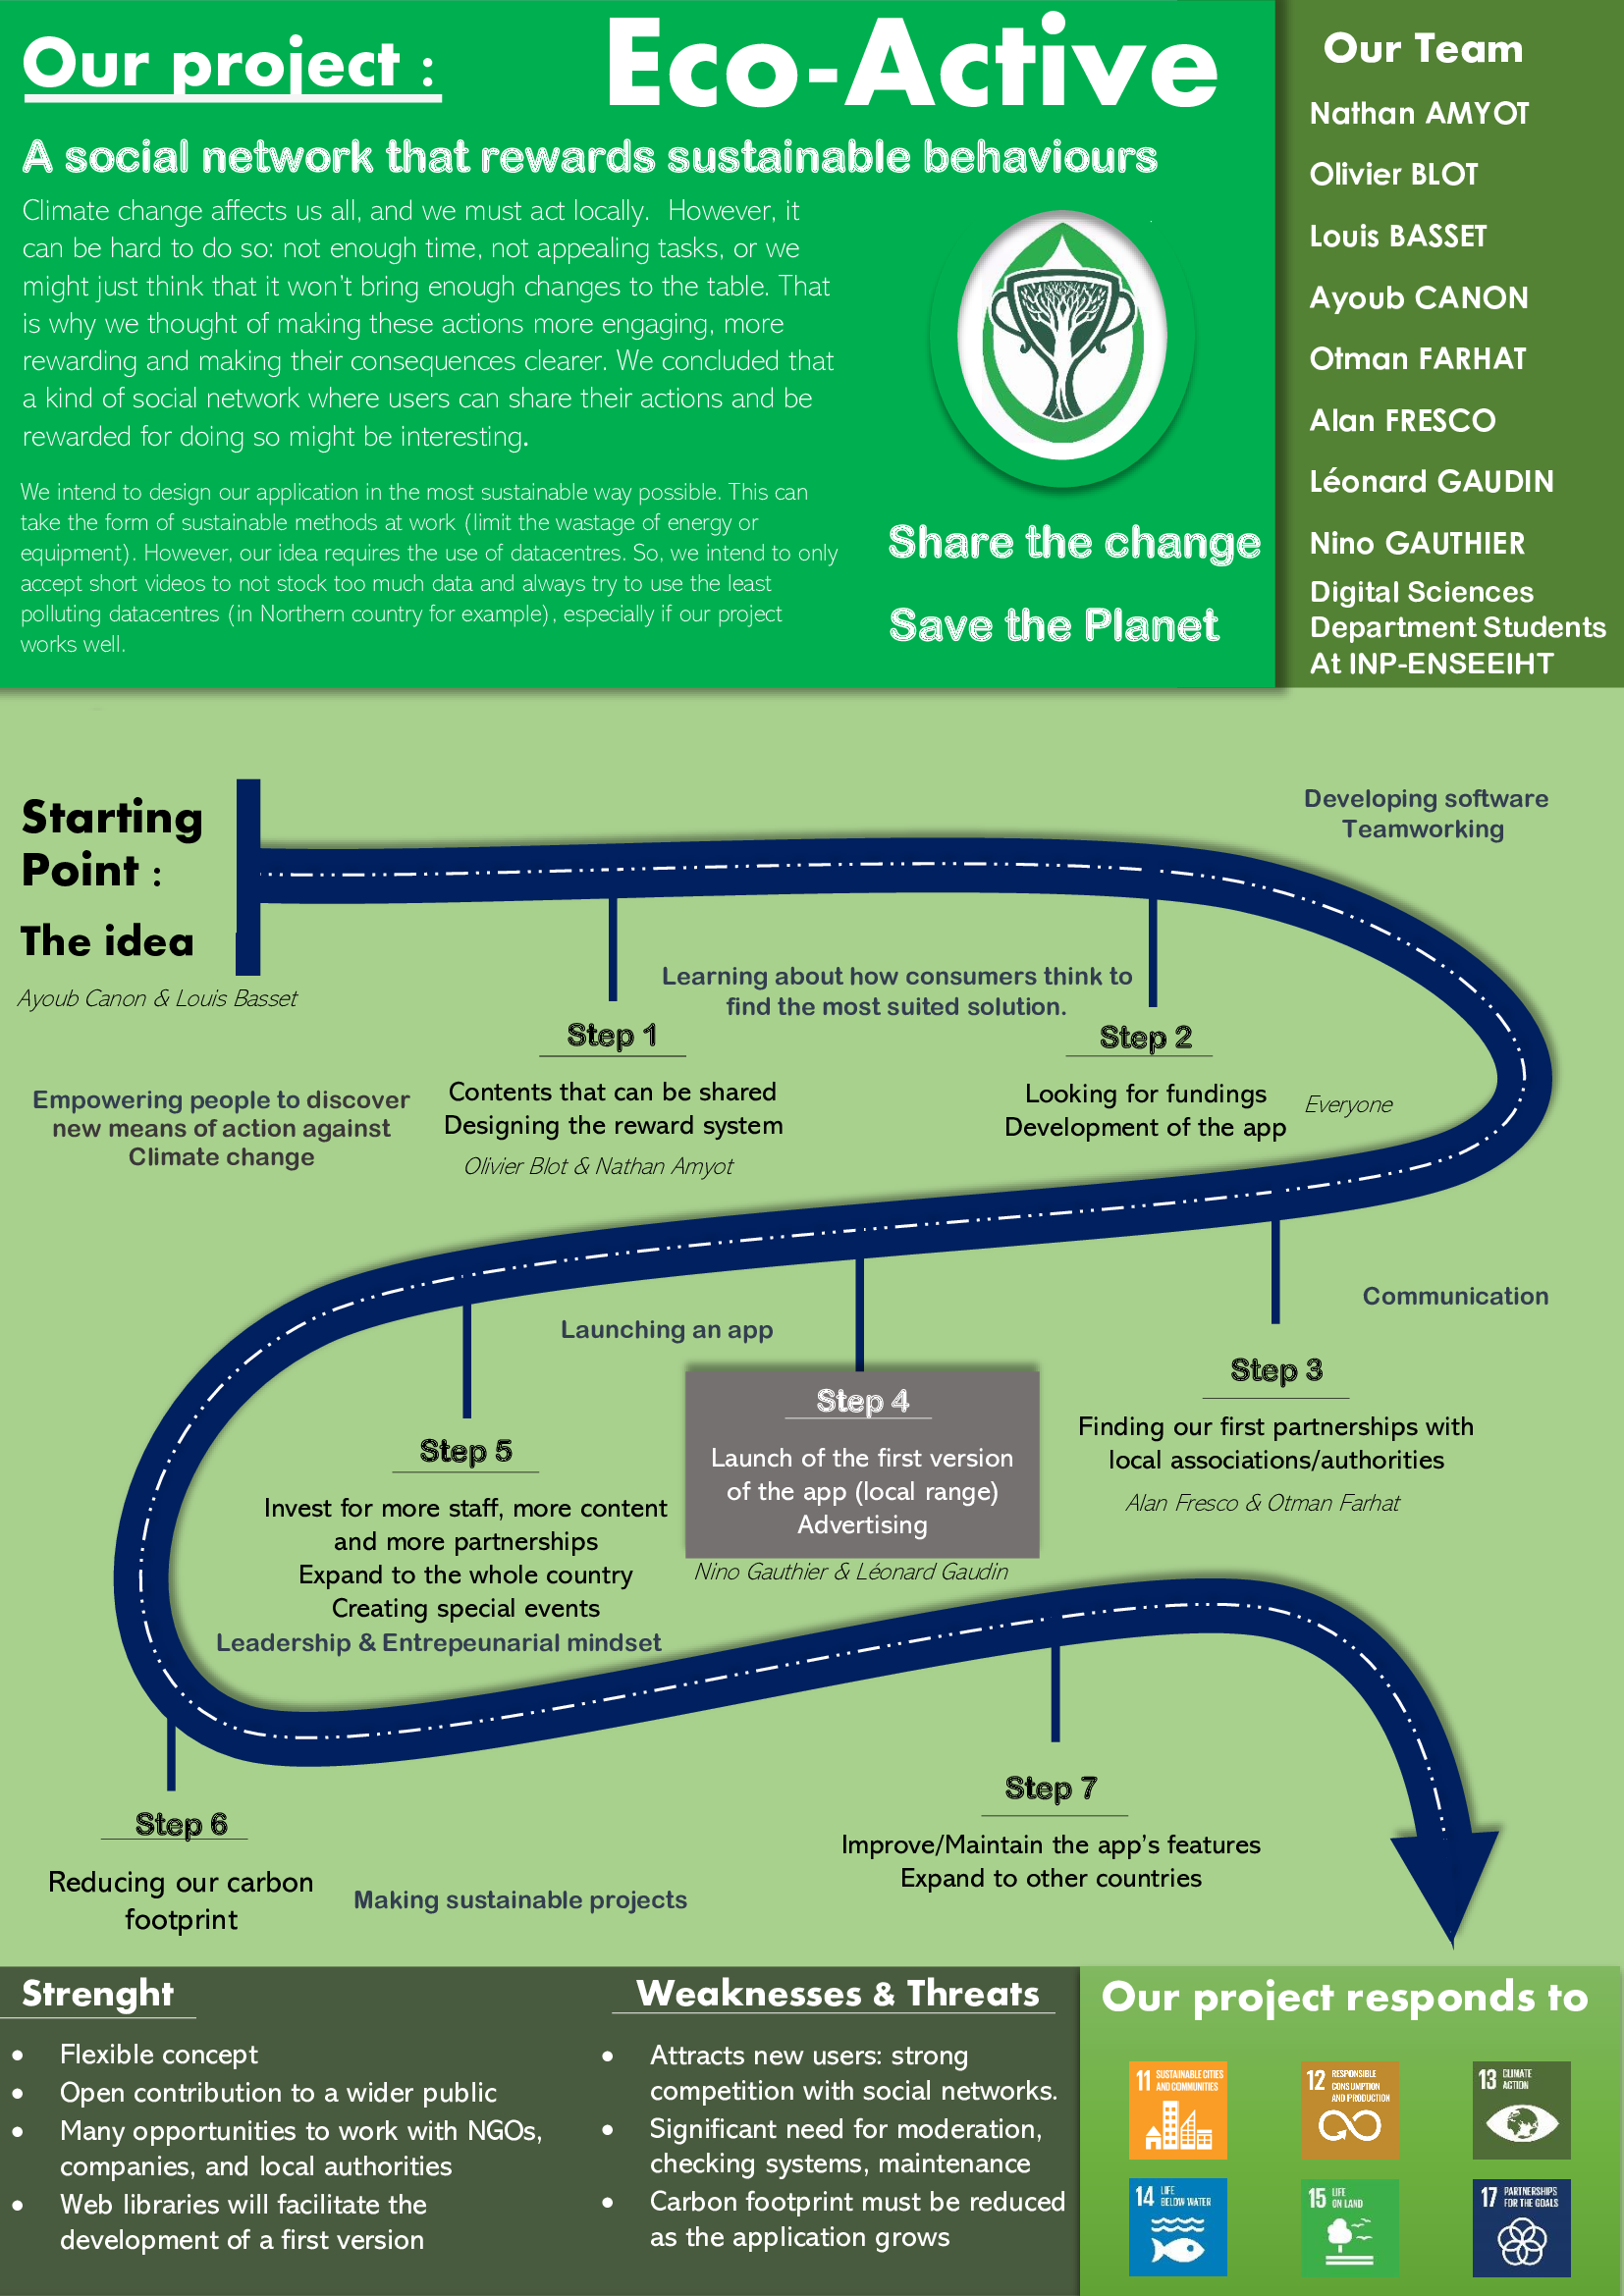 Our project :
Eco-Active
A social network that rewards sustainable behaviours
Climate change affects us all, and we must act locally. However, it
can be hard to do so: not enough time, not appealing tasks, or we
might just think that it won't bring enough changes to the table. That
is why we thought of making these actions more engaging, more
rewarding and making their consequences clearer. We concluded that
a kind of social network where users can share their actions and be
rewarded for doing so might be interesting.
We intend to design our application in the most sustainable way possible. This can
take the form of sustainable methods at work (limit the wastage of energy or
equipment). However, our idea requires the use of datacentres. So, we intend to only
accept short videos to not stock too much data and always try to use the least
polluting datacentres (in Northern country for example), especially if our project
works well.
Share the change
Save the Planet
Our Team
Nathan AMYOT
Olivier BLOT
Louis BASSET
Ayoub CANON
Otman FARHAT
Alan FRESCO
Léonard GAUDIN
Nino GAUTHIER
Digital Sciences
Department Students
At INP-ENSEEIHT
Starting
Point :
The idea
Ayoub Canon & Louis Basset
Empowering people to discover
new means of action against
Climate change
Developing software
Teamworking
Learning about how consumers think to
find the most suited solution.
Step 1
Contents that can be shared
Designing the reward system
Olivier Blot & Nathan Amyot
Step 2
Looking for fundings
Development of the app
Everyone
Communication
Step 3
Finding our first partnerships with
local associations/authorities
Alan Fresco & Otman Farhat
Launching an app
Step 4
Launch of the first version
of the app (local range)
Advertising
Nino Gauthier & Léonard Gaudin
Step 5
Invest for more staff, more content
and more partnerships
Expand to the whole country
Creating special events
Leadership & Entrepeunarial mindset
Step 6
Reducing our carbon
footprint
Making sustainable projects
Step 7
Improve/Maintain the app's features
Expand to other countries
Strenght
• Flexible concept
• Open contribution to a wider public
• Many opportunities to work with NGOs,
companies, and local authorities
• Web libraries will facilitate the
development of a first version
Weaknesses & Threats
• Attracts new users: strong
competition with social networks.
• Significant need for moderation,
checking systems, maintenance
• Carbon footprint must be reduced
as the application grows
Our project responds to
11 SUSTAINABLE CITIES
AND COMMUNITIES
12 RESPONSIBLE
CONSUMPTION
AND PRODUCTION
13 CLIMATE
ACTION
14 LIFE
BELOW WATER
15 LIFE
ON LAND
17 PARTNERSHIPS
FOR THE GOALS